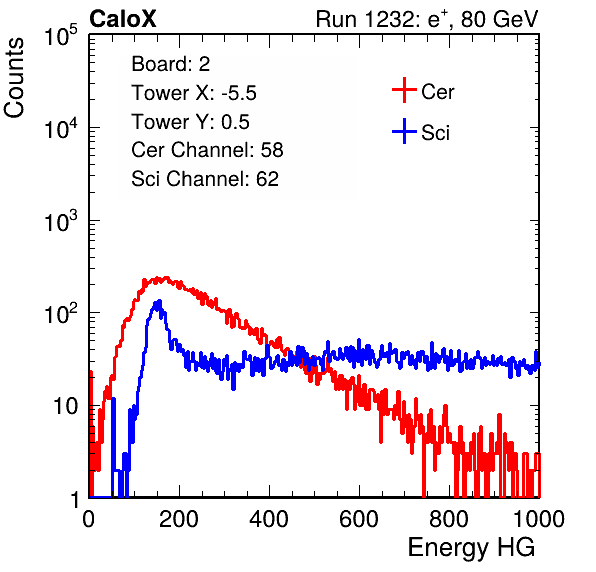 CaloX Run 1232: e⁺, 80 GeV
Counts
Board: 2
Tower X: -5.5
Tower Y: 0.5
Cer Channel: 58
Sci Channel: 62
Cer
Sci
10⁵
10⁴
10³
10²
10
1
0 200 400 600 800 1000
Energy HG